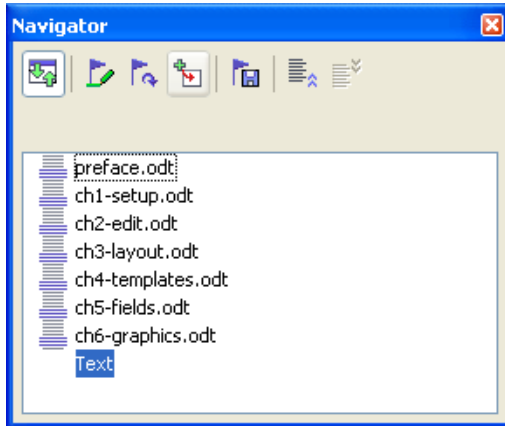 Navigator
preface.odt
ch1-setup.odt
ch2-edit.odt
ch3-layout.odt
ch4-templates.odt
ch5-fields.odt
ch6-graphics.odt
Text